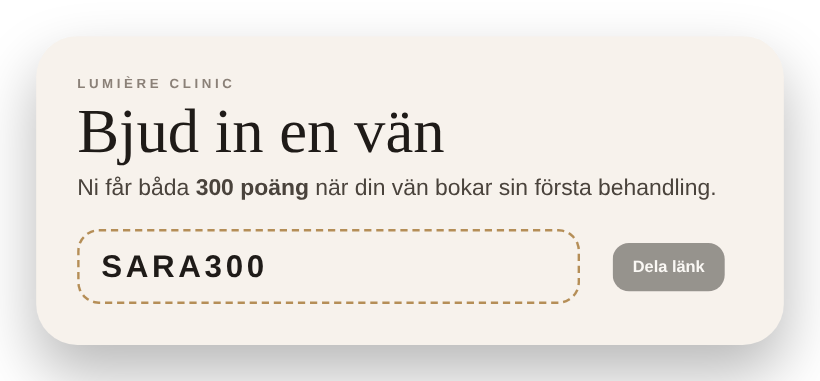 LUMIÈRE CLINIC
Bjud in en vän
Ni får båda 300 poäng när din vän bokar sin första behandling.
SARA300
Dela länk